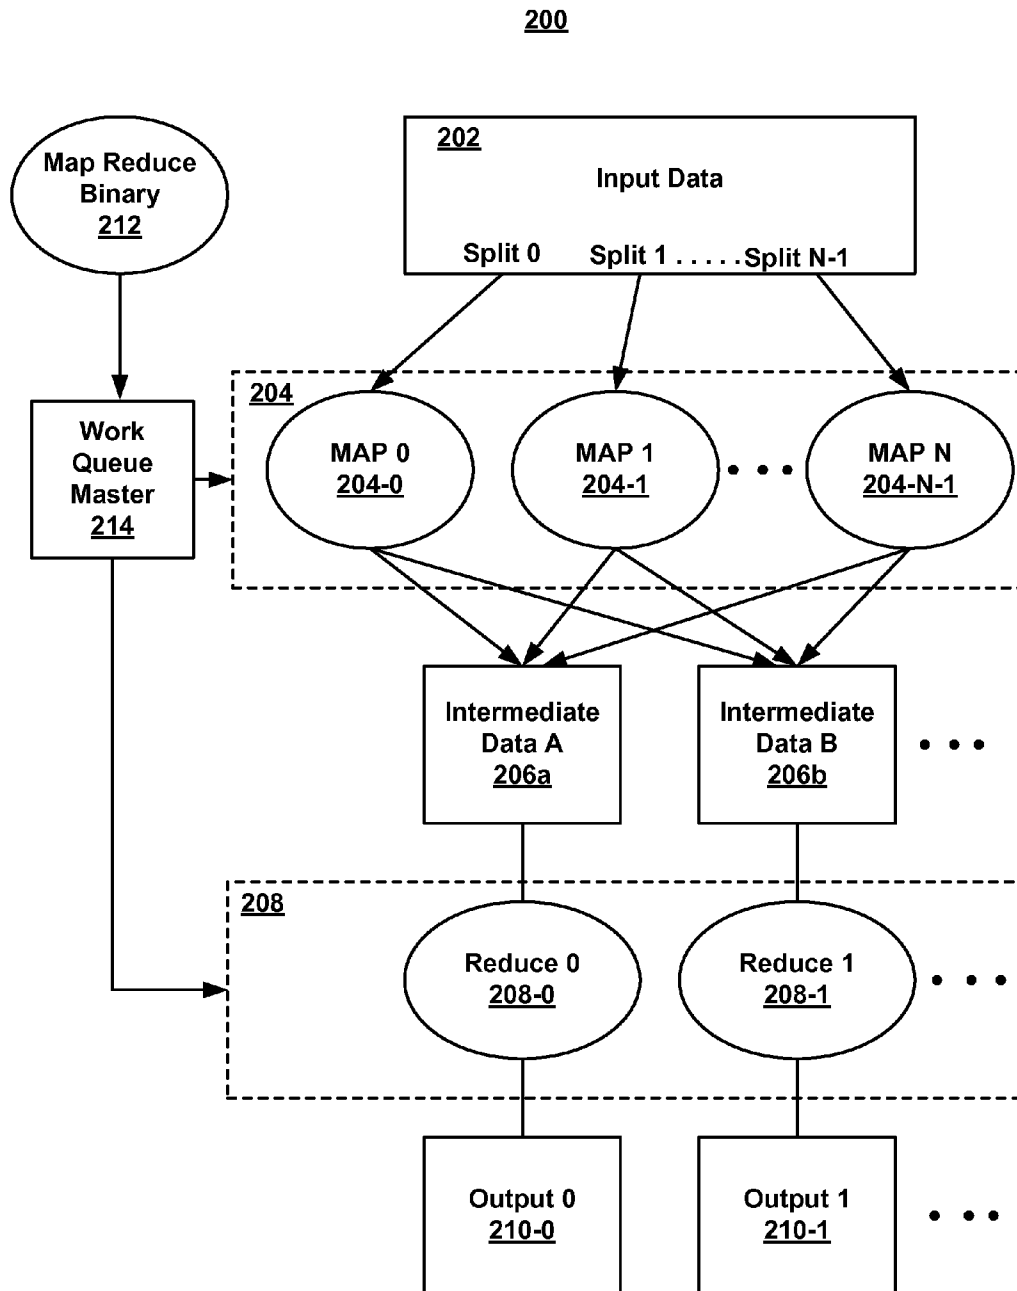 200
202
Input Data
Split 0 Split 1 . . . . . Split N-1
Map Reduce
Binary
212
Work
Queue
Master
214
204
MAP 0
204-0
MAP 1
204-1
MAP N
204-N-1
Intermediate
Data A
206a
Intermediate
Data B
206b
208
Reduce 0
208-0
Reduce 1
208-1
Output 0
210-0
Output 1
210-1